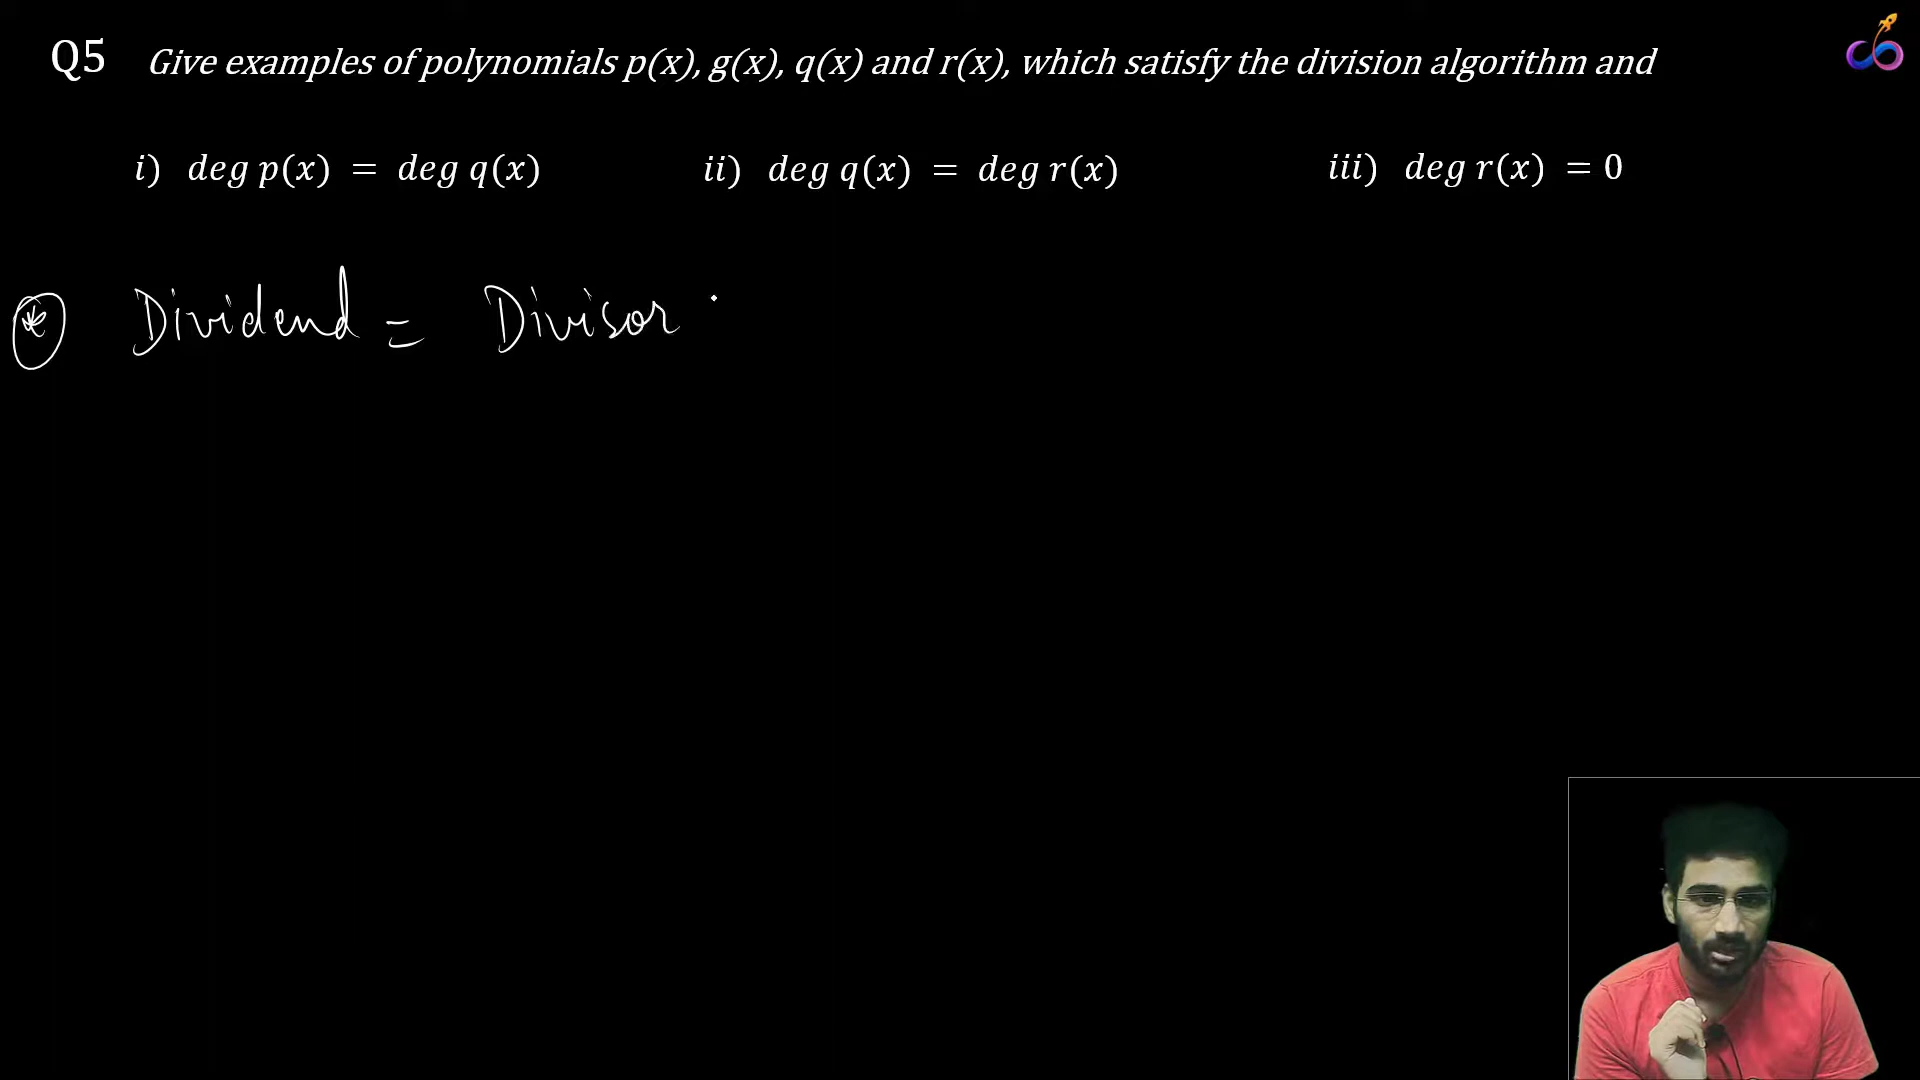 Q5 Give examples of polynomials p(x), g(x), q(x) and r(x), which satisfy the division algorithm and
i) deg p(x) = deg q(x) ii) deg q(x) = deg r(x) iii) deg r(x) = 0
* Dividend = Divisor